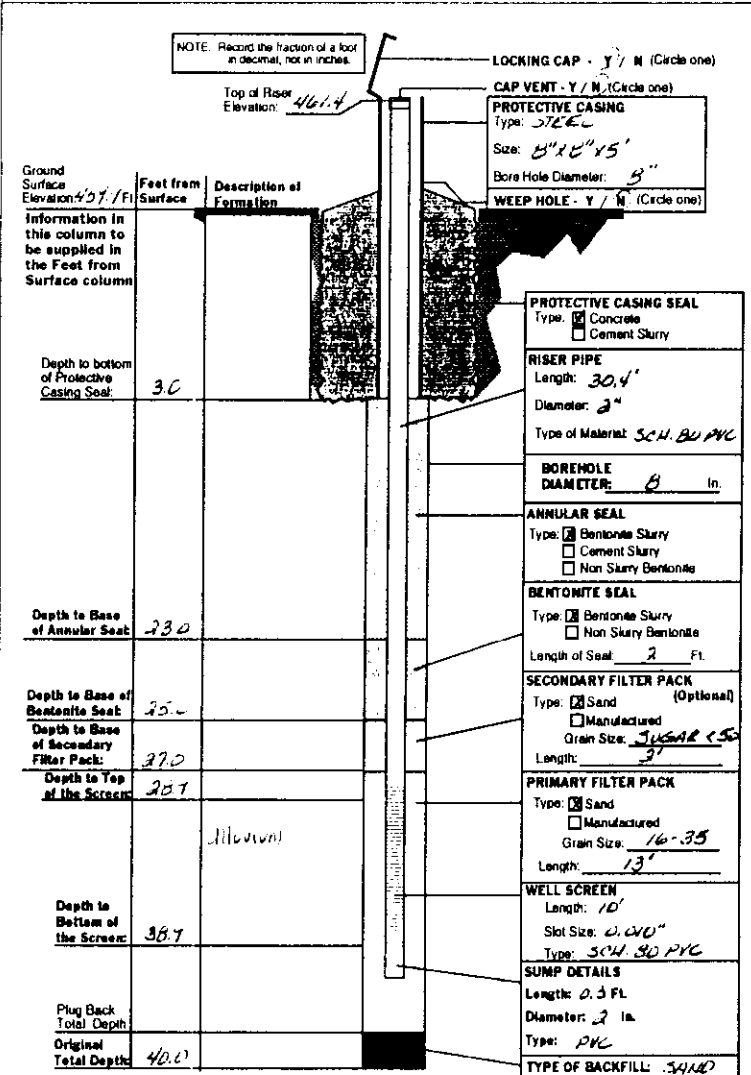 NOTE. Record the fraction of a foot
in decimal, not in inches.
LOCKING CAP - Y / N (Circle one)
Top of Riser
Elevation: 461.4
CAP VENT - Y / N (Circle one)
PROTECTIVE CASING
Type: STEEL
Size: 8" x 8" x 5'
Bore Hole Diameter:
WEEP HOLE - Y / N (Circle one)
Ground
Surface
Elevation Ft
Feet from
Surface
Description of
Formation
Information in
this column to
be supplied in
the Feet from
Surface column
PROTECTIVE CASING SEAL
Type: ☒ Concrete
☐ Cement Slurry
Depth to bottom
of Protective
Casing Seal: 3.0
RISER PIPE
Length: 30.4'
Diameter: 2"
Type of Material: SCH. 80 PVC
BOREHOLE
DIAMETER: 8 In.
ANNULAR SEAL
Type: ☒ Bentonite Slurry
☐ Cement Slurry
☐ Non Slurry Bentonite
BENTONITE SEAL
Type: ☒ Bentonite Slurry
☐ Non Slurry Bentonite
Length of Seal: 2 Ft.
Depth to Base
of Annular Seal: 23.0
SECONDARY FILTER PACK
Type: ☒ Sand (Optional)
☐ Manufactured
Grain Size: SUGAR <50
Length: 2'
Depth to Base of
Bentonite Seal: 25.0
Depth to Base
of Secondary
Filter Pack: 27.0
Depth to Top
of the Screen: 28.7
PRIMARY FILTER PACK
Type: ☒ Sand
☐ Manufactured
Grain Size: 16-35
Length: 13'
Alluvial
WELL SCREEN
Length: 10'
Slot Size: 0.010"
Type: SCH. 80 PVC
Depth to
Bottom of
the Screen: 38.7
SUMP DETAILS
Length: 0.3 Ft.
Diameter: 2 In.
Type: PVC
Plug Back
Total Depth
Original
Total Depth: 40.0
TYPE OF BACKFILL: SAND